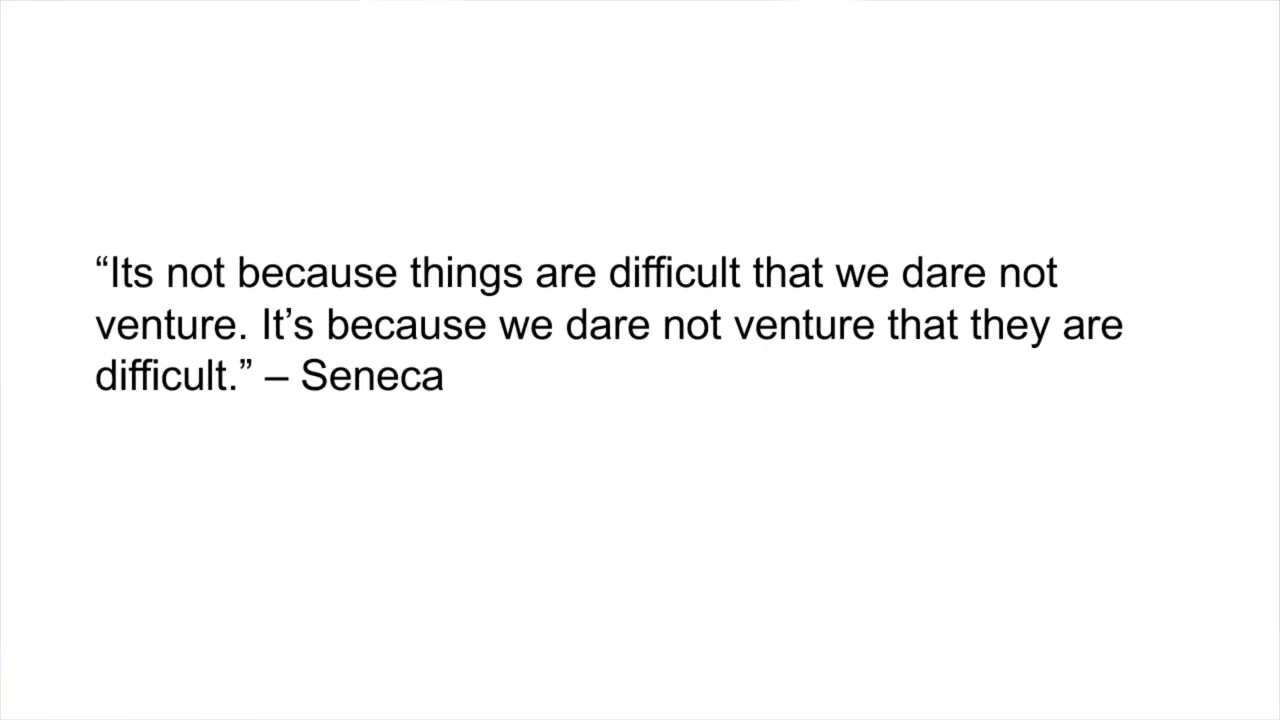 “Its not because things are difficult that we dare not
venture. It’s because we dare not venture that they are
difficult.” – Seneca